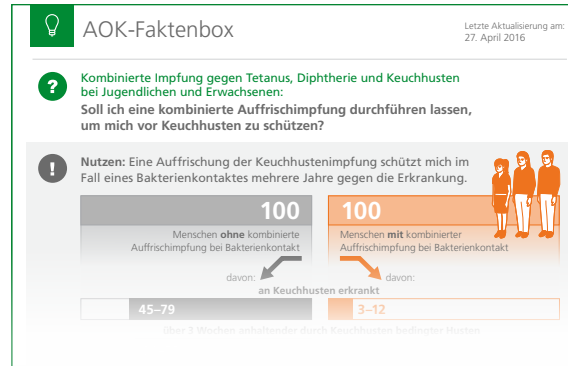 AOK-Faktenbox
Letzte Aktualisierung am:
27. April 2016
?
Kombinierte Impfung gegen Tetanus, Diphtherie und Keuchhusten
bei Jugendlichen und Erwachsenen:
Soll ich eine kombinierte Auffrischimpfung durchführen lassen,
um mich vor Keuchhusten zu schützen?
!
Nutzen: Eine Auffrischung der Keuchhustenimpfung schützt mich im
Fall eines Bakterienkontaktes mehrere Jahre gegen die Erkrankung.
100
Menschen ohne kombinierte
Auffrischimpfung bei Bakterienkontakt
100
Menschen mit kombinierter
Auffrischimpfung bei Bakterienkontakt
davon:
davon:
an Keuchhusten erkrankt
45–79
3–12
über 3 Wochen anhaltender durch Keuchhusten bedingter Husten